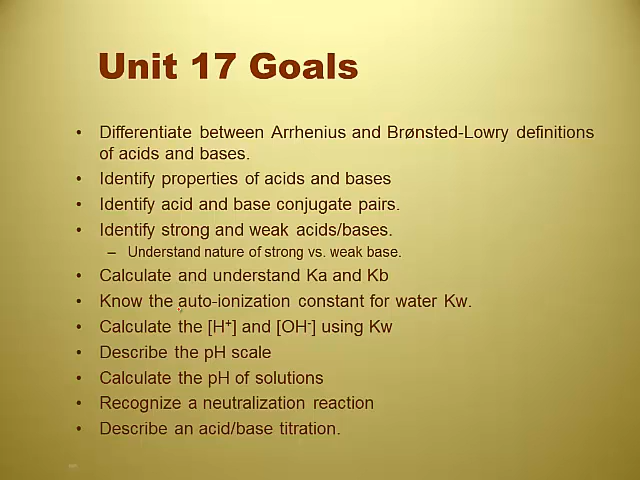 Unit 17 Goals
• Differentiate between Arrhenius and Brønsted-Lowry definitions
of acids and bases.
• Identify properties of acids and bases
• Identify acid and base conjugate pairs.
• Identify strong and weak acids/bases.
– Understand nature of strong vs. weak base.
• Calculate and understand Ka and Kb
• Know the auto-ionization constant for water Kw.
• Calculate the [H⁺] and [OH⁻] using Kw
• Describe the pH scale
• Calculate the pH of solutions
• Recognize a neutralization reaction
• Describe an acid/base titration.